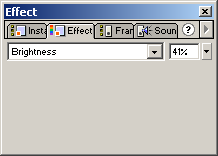 Effect
Insta Effect Fran Soun ?
Brightness 41%